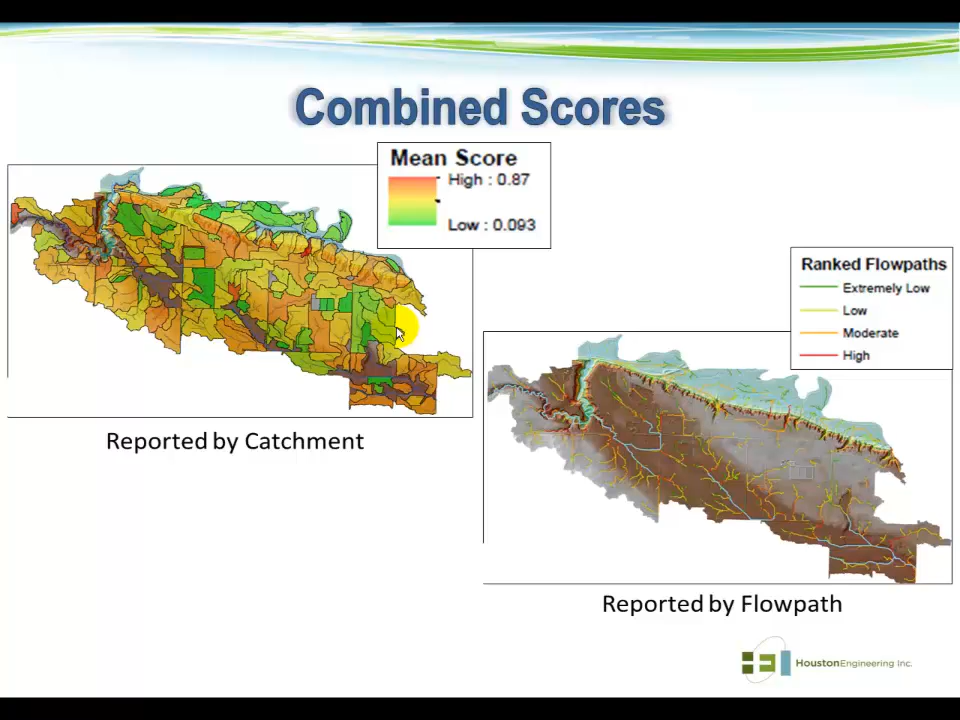 Combined Scores
Mean Score
High : 0.87
Low : 0.093
Ranked Flowpaths
Extremely Low
Low
Moderate
High
Reported by Catchment
Reported by Flowpath
HoustonEngineering Inc.